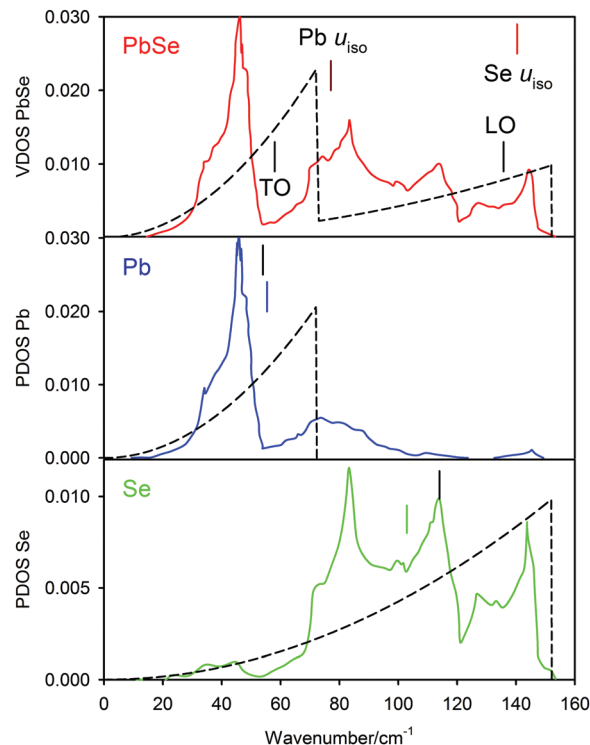 0.030
PbSe
Pb uiso
Se uiso
0.020
VDOS PbSe
0.010
TO
LO
0.030
Pb
0.020
PDOS Pb
0.010
0.000
Se
0.010
PDOS Se
0.005
0.000
0 20 40 60 80 100 120 140 160
Wavenumber/cm-1